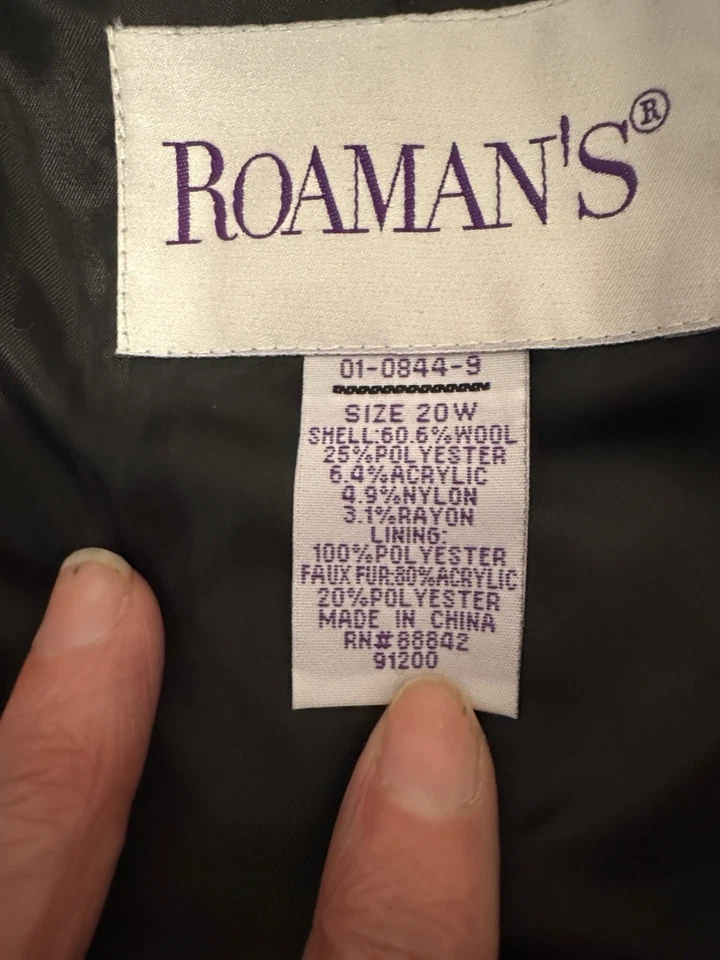 ROAMAN'S®
01-0844-9
SIZE 20W
SHELL:60.6%WOOL
25%POLYESTER
6.4%ACRYLIC
4.9%NYLON
3.1%RAYON
LINING:
100%POLYESTER
FAUX FUR:80%ACRYLIC
20%POLYESTER
MADE IN CHINA
RN#88842
91200